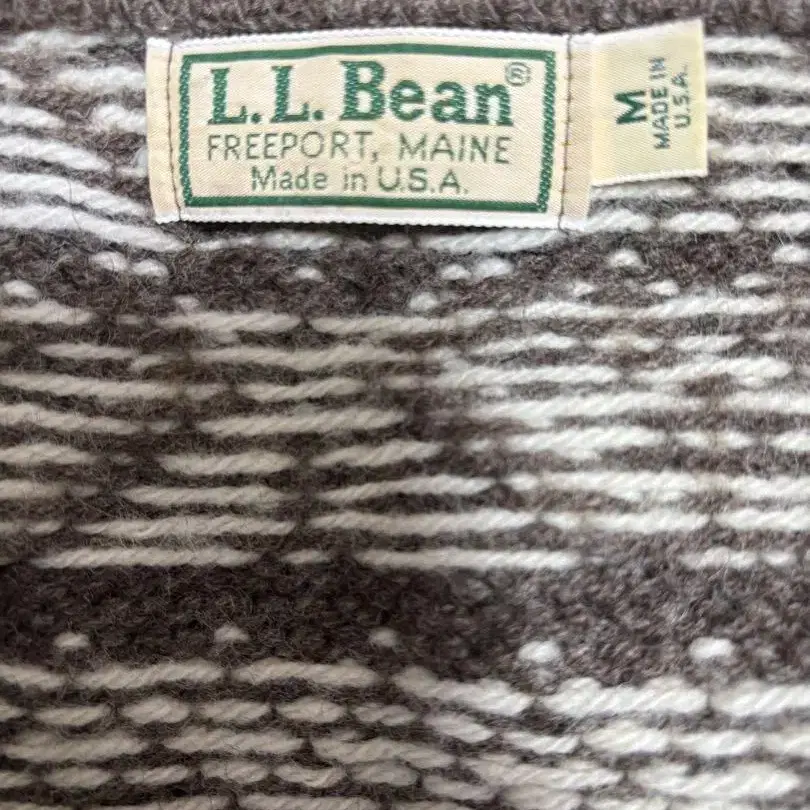 L.L.Bean®
FREEPORT, MAINE
Made in U.S.A.
M
MADE IN
U.S.A.